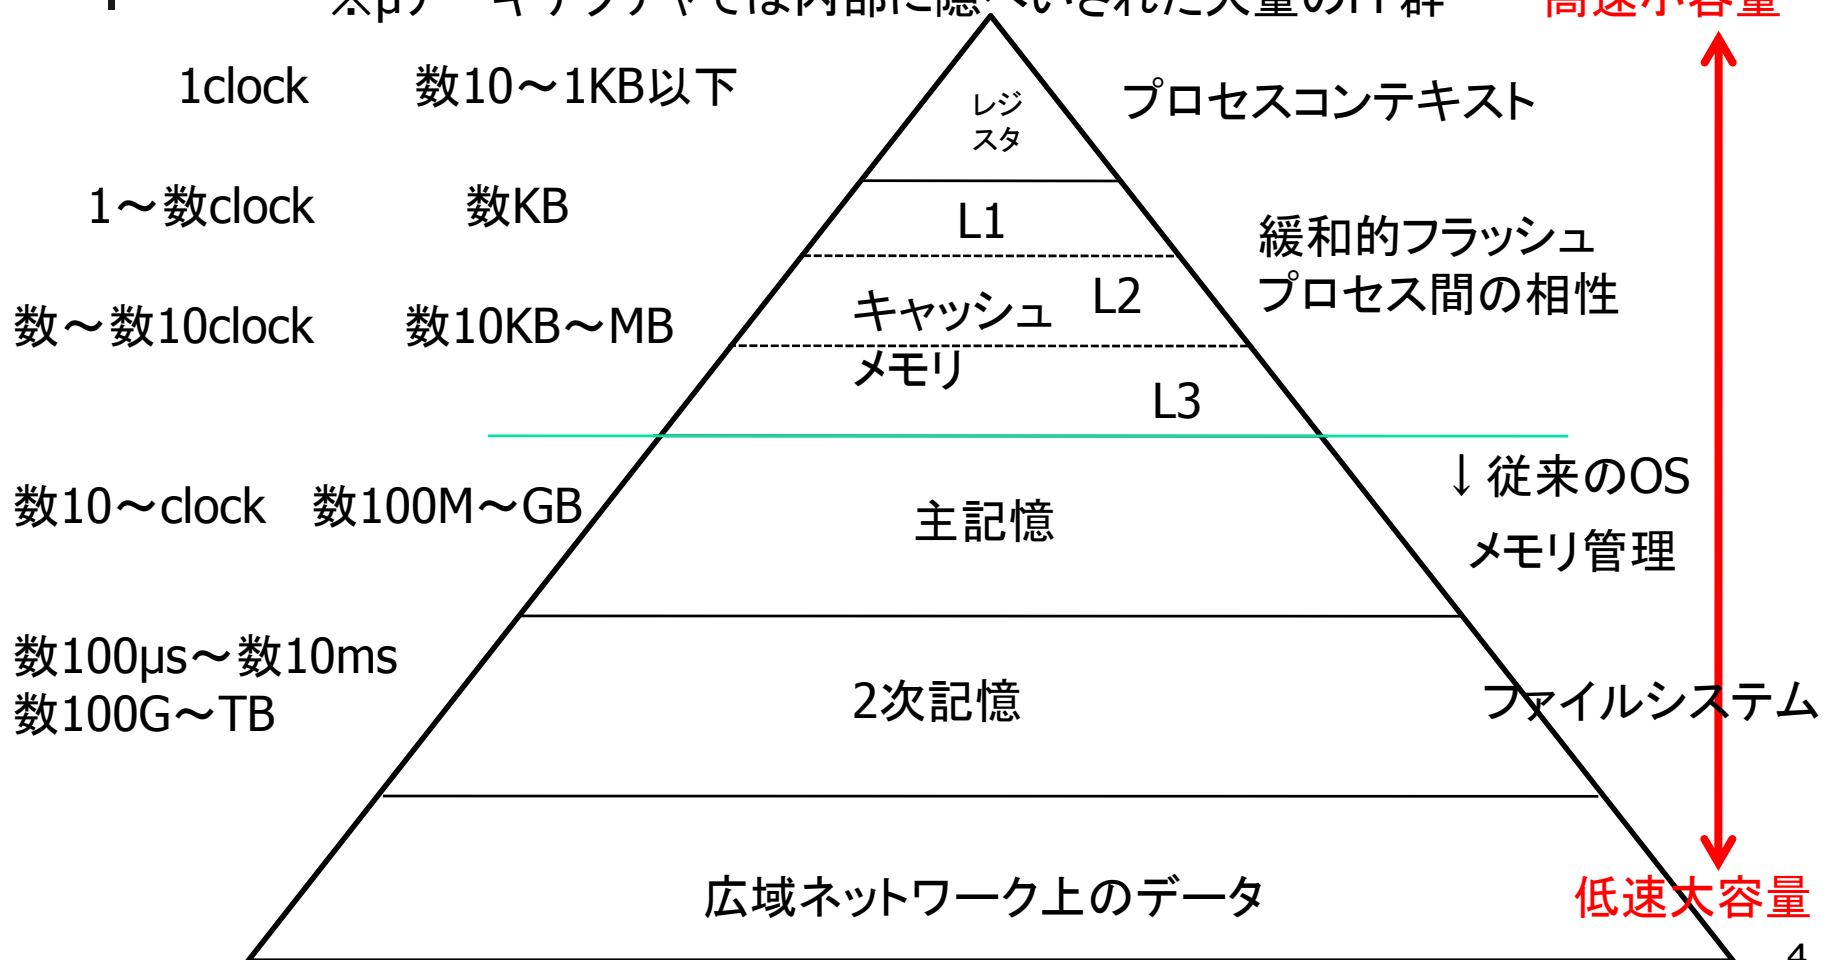 高速小容量
1clock 数10～1KB以下
レジ
スタ
プロセスコンテキスト
1～数clock 数KB
L1
緩和的フラッシュ
プロセス間の相性
数～数10clock 数10KB～MB
キャッシュ L2
メモリ
L3
↓従来のOS
メモリ管理
数10～clock 数100M～GB
主記憶
数100μs～数10ms
数100G～TB
2次記憶
ファイルシステム
広域ネットワーク上のデータ
低速大容量
4